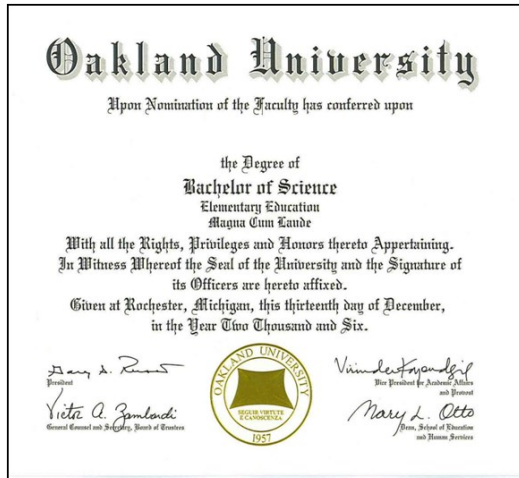 Oakland University
Upon Nomination of the Faculty has conferred upon
the Degree of
Bachelor of Science
Elementary Education
Magna Cum Laude
With all the Rights, Privileges and Honors thereto Appertaining.
In Witness Whereof the Seal of the University and the Signature of
its Officers are hereto affixed.
Given at Rochester, Michigan, this thirteenth day of December,
in the Year Two Thousand and Six.
President
Victor A. Zambardi
General Counsel and Secretary, Board of Trustees
OAKLAND UNIVERSITY
SEGUIR VIRTUTE
E CANOSCENZA
1957
Vice President for Academic Affairs
and Provost
Mary L. Otto
Dean, School of Education
and Human Services